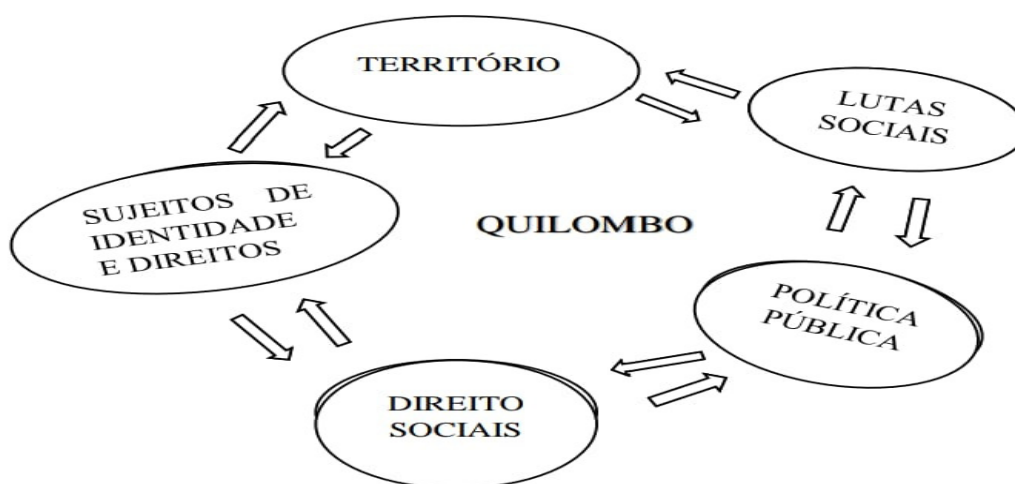 TERRITÓRIO
LUTAS
SOCIAIS
SUJEITOS DE
IDENTIDADE
E DIREITOS
QUILOMBO
POLÍTICA
PÚBLICA
DIREITO
SOCIAIS